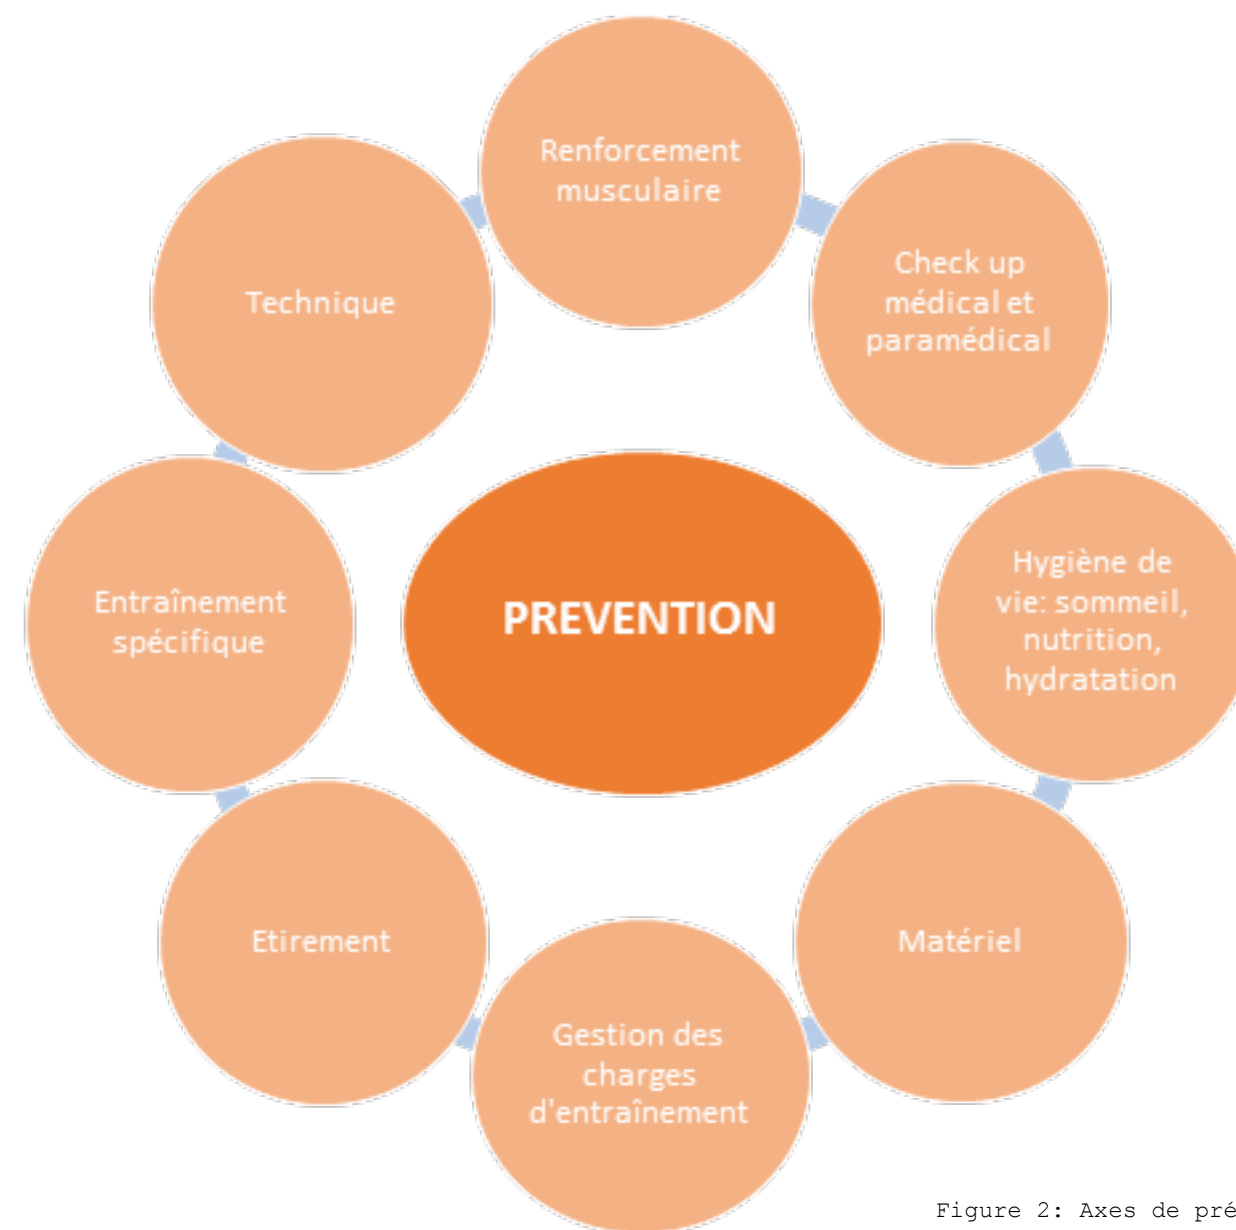 Renforcement
musculaire
Check up
médical et
paramédical
Hygiène de
vie: sommeil,
nutrition,
hydratation
Matériel
Gestion des
charges
d'entraînement
Etirement
Entraînement
spécifique
Technique
PREVENTION
Figure 2: Axes de pré